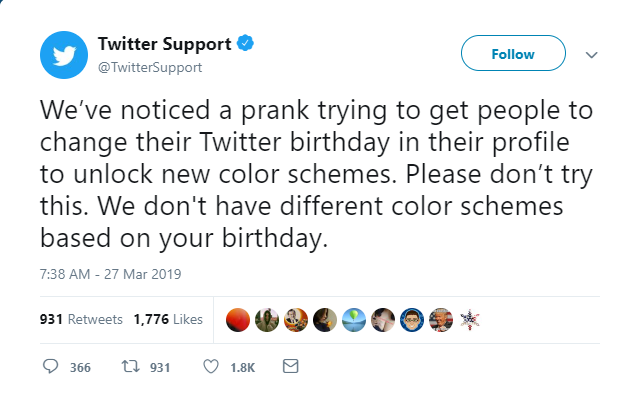 Twitter Support
@TwitterSupport
Follow
We’ve noticed a prank trying to get people to
change their Twitter birthday in their profile
to unlock new color schemes. Please don’t try
this. We don't have different color schemes
based on your birthday.
7:38 AM - 27 Mar 2019
931 Retweets 1,776 Likes
366 931 1.8K